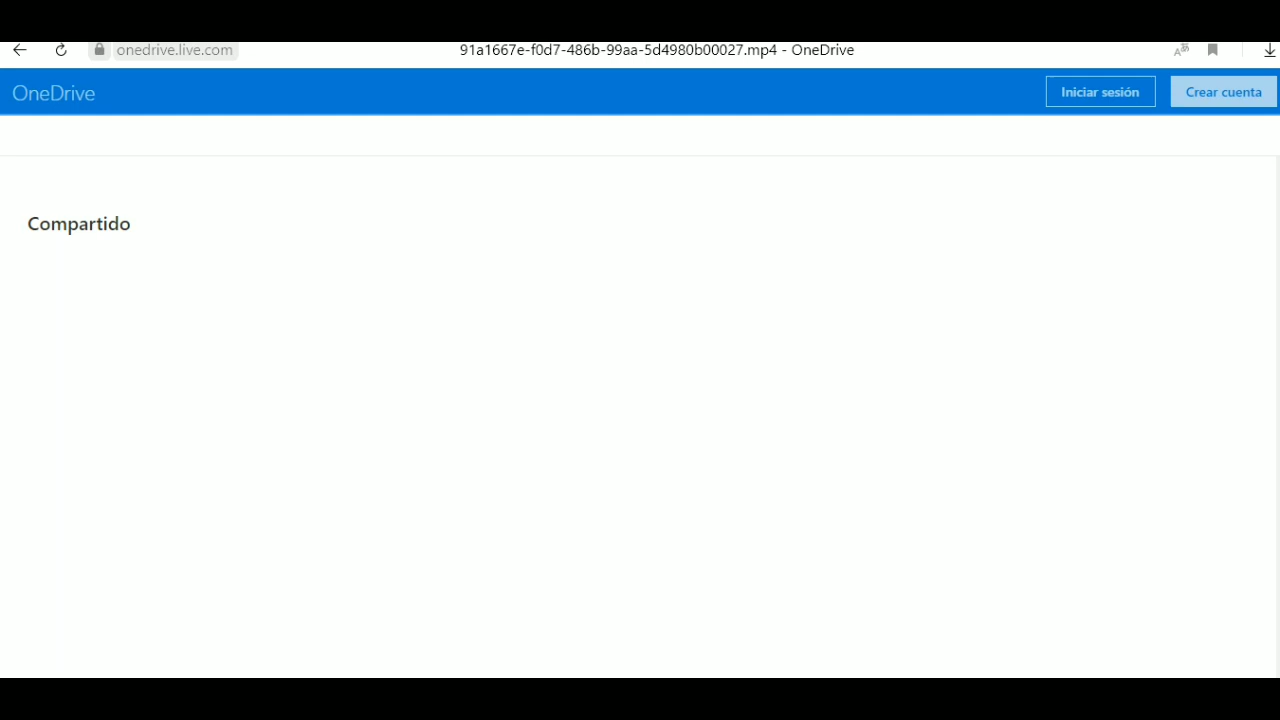 onedrive.live.com 91a1667e-f0d7-486b-99aa-5d4980b00027.mp4 - OneDrive
OneDrive Iniciar sesión Crear cuenta
Compartido